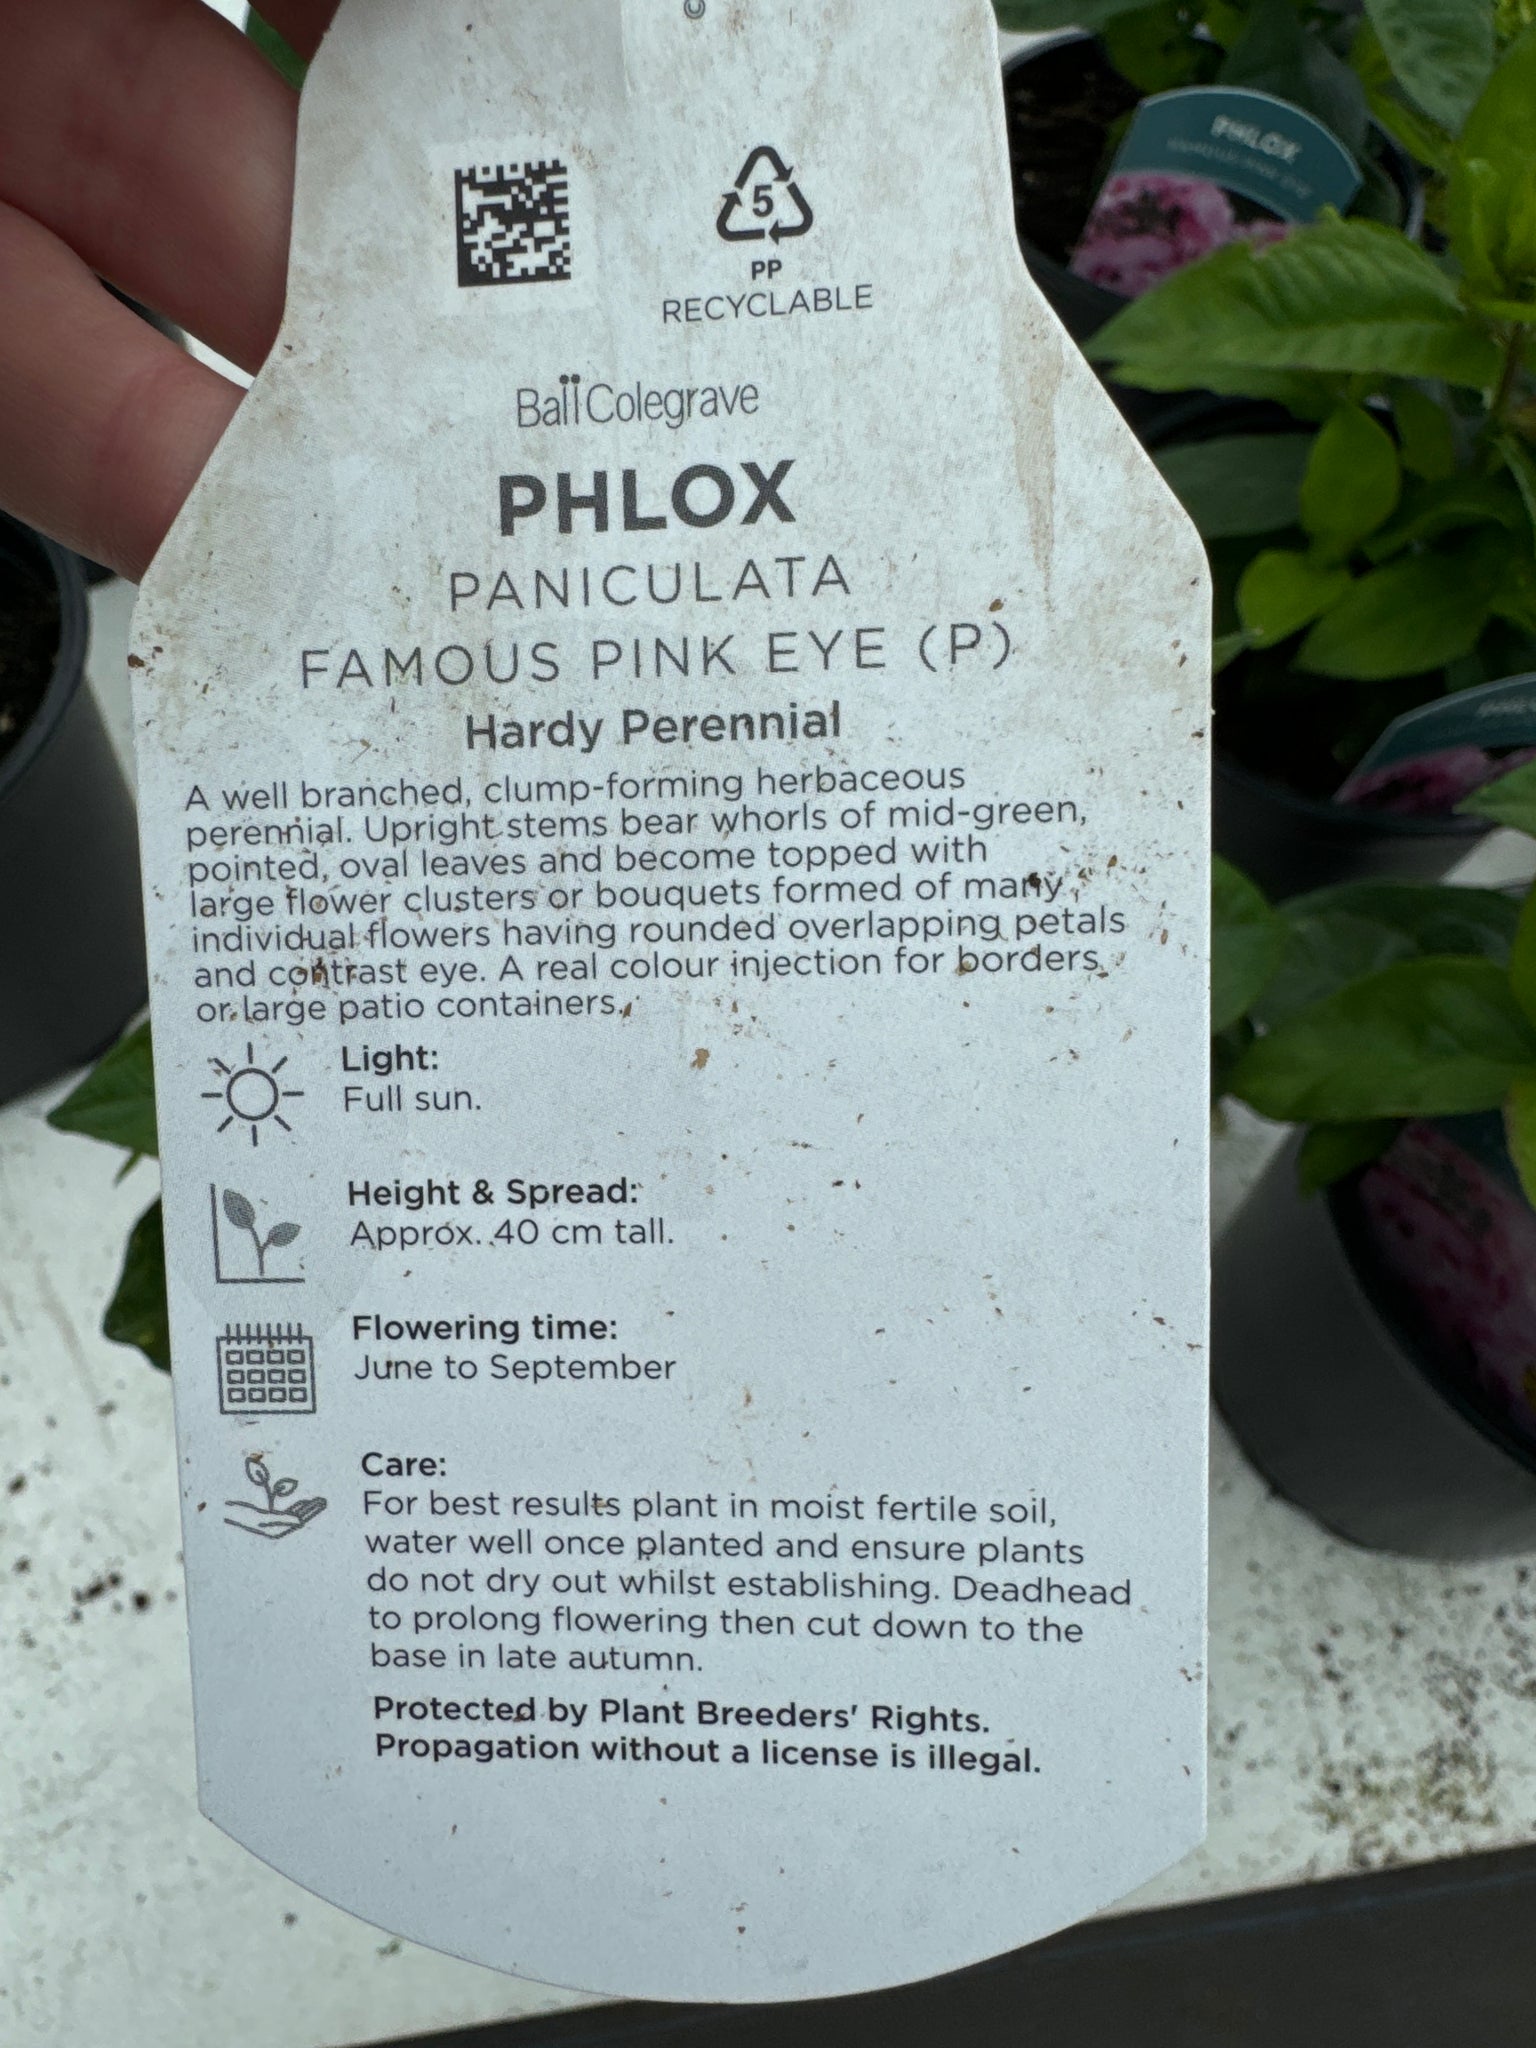 ©
5
PP
RECYCLABLE
Ball Colegrave
PHLOX
PANICULATA
FAMOUS PINK EYE (P)
Hardy Perennial
A well branched, clump-forming herbaceous
perennial. Upright stems bear whorls of mid-green,
pointed, oval leaves and become topped with
large flower clusters or bouquets formed of many
individual flowers having rounded overlapping petals
and contrast eye. A real colour injection for borders
or large patio containers.
Light:
Full sun.
Height & Spread:
Approx. 40 cm tall.
Flowering time:
June to September
Care:
For best results plant in moist fertile soil,
water well once planted and ensure plants
do not dry out whilst establishing. Deadhead
to prolong flowering then cut down to the
base in late autumn.
Protected by Plant Breeders' Rights.
Propagation without a license is illegal.
PHLOX